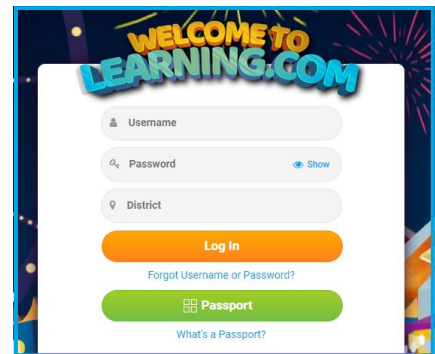 WELCOME TO
LEARNING.COM
Username
Password
Show
District
Log In
Forgot Username or Password?
Passport
What's a Passport?